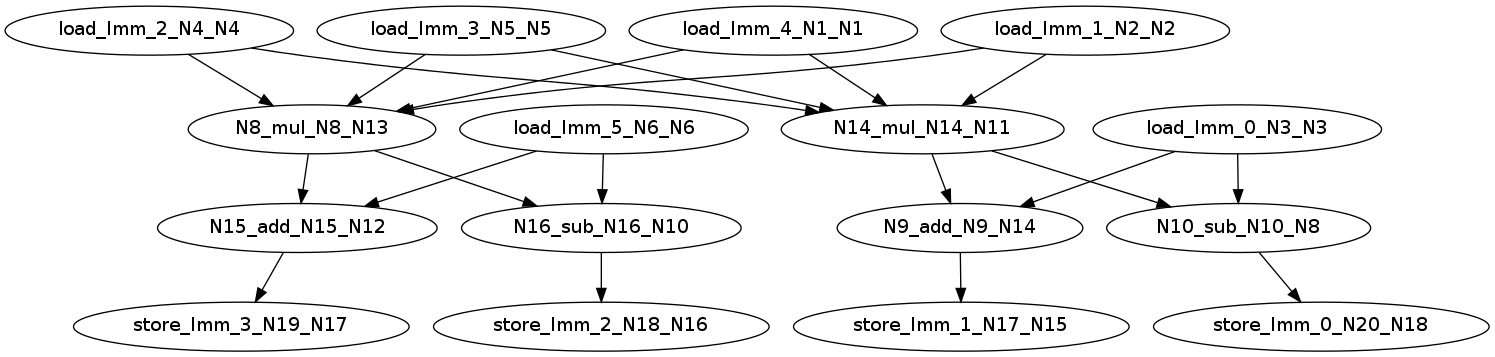 load_Imm_2_N4_N4
load_Imm_3_N5_N5
load_Imm_4_N1_N1
load_Imm_1_N2_N2
N8_mul_N8_N13
load_Imm_5_N6_N6
N14_mul_N14_N11
load_Imm_0_N3_N3
N15_add_N15_N12
N16_sub_N16_N10
N9_add_N9_N14
N10_sub_N10_N8
store_Imm_3_N19_N17
store_Imm_2_N18_N16
store_Imm_1_N17_N15
store_Imm_0_N20_N18